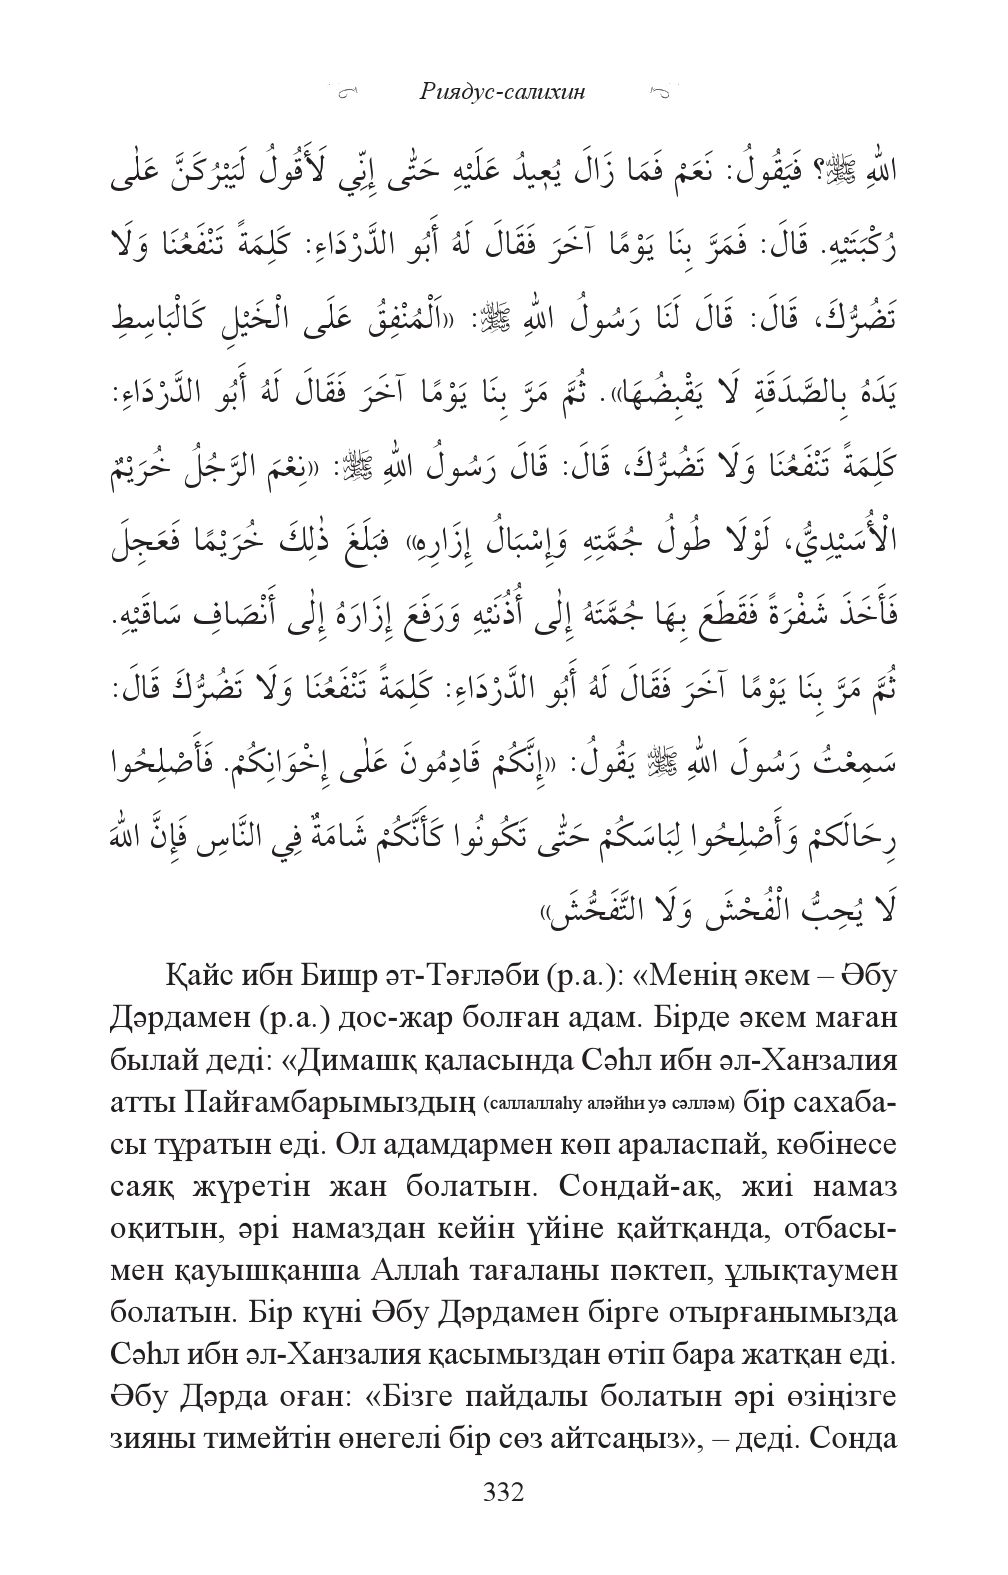 Риядус-салихин
اللهِ ﷺ؟ فَيَقُولُ: نَعَمْ فَمَا زَالَ يُعِيدُ عَلَيْهِ حَتّٰى إِنِّي لَأَقُولُ لَيَبْرُكَنَّ عَلٰى
رُكْبَتَيْهِ. قَالَ: فَمَرَّ بِنَا يَوْمًا آخَرَ فَقَالَ لَهُ أَبُو الدَّرْدَاءِ: كَلِمَةً تَنْفَعُنَا وَلَا
تَضُرُّكَ، قَالَ: قَالَ لَنَا رَسُولُ اللهِ ﷺ: «اَلْمُنْفِقُ عَلَى الْخَيْلِ كَالْبَاسِطِ
يَدَهُ بِالصَّدَقَةِ لَا يَقْبِضُهَا». ثُمَّ مَرَّ بِنَا يَوْمًا آخَرَ فَقَالَ لَهُ أَبُو الدَّرْدَاءِ:
كَلِمَةً تَنْفَعُنَا وَلَا تَضُرُّكَ، قَالَ: قَالَ رَسُولُ اللهِ ﷺ: «نِعْمَ الرَّجُلُ خُرَيْمٌ
الْأُسَيْدِيُّ، لَوْلَا طُولُ جُمَّتِهِ وَإِسْبَالُ إِزَارِهِ» فبَلَغَ ذٰلِكَ خُرَيْمًا فَعَجِلَ
فَأَخَذَ شَفْرَةً فَقَطَعَ بِهَا جُمَّتَهُ إِلٰى أُذُنَيْهِ وَرَفَعَ إِزَارَهُ إِلٰى أَنْصَافِ سَاقَيْهِ.
ثُمَّ مَرَّ بِنَا يَوْمًا آخَرَ فَقَالَ لَهُ أَبُو الدَّرْدَاءِ: كَلِمَةً تَنْفَعُنَا وَلَا تَضُرُّكَ قَالَ:
سَمِعْتُ رَسُولَ اللهِ ﷺ يَقُولُ: «إِنَّكُمْ قَادِمُونَ عَلٰى إِخْوَانِكُمْ. فَأَصْلِحُوا
رِحَالَكمْ وَأَصْلِحُوا لِبَاسَكُمْ حَتّٰى تَكُونُوا كَأَنَّكُمْ شَامَةٌ فِي النَّاسِ فَإِنَّ اللهَ
لَا يُحِبُّ الْفُحْشَ وَلَا التَّفَحُّشَ»
Қайс ибн Бишр әт-Тәғләби (р.а.): «Менің әкем – Әбу
Дәрдамен (р.а.) дос-жар болған адам. Бірде әкем маған
былай деді: «Димашқ қаласында Сәһл ибн әл-Ханзалия
атты Пайғамбарымыздың (саллаллаһу аләйһи уә сәлләм) бір сахаба-
сы тұратын еді. Ол адамдармен көп араласпай, көбінесе
саяқ жүретін жан болатын. Сондай-ақ, жиі намаз
оқитын, әрі намаздан кейін үйіне қайтқанда, отбасы-
мен қауышқанша Аллаһ тағаланы пәктеп, ұлықтаумен
болатын. Бір күні Әбу Дәрдамен бірге отырғанымызда
Сәһл ибн әл-Ханзалия қасымыздан өтіп бара жатқан еді.
Әбу Дәрда оған: «Бізге пайдалы болатын әрі өзіңізге
зияны тимейтін өнегелі бір сөз айтсаңыз», – деді. Сонда
332